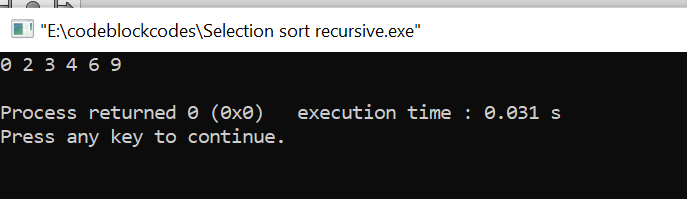 "E:\codeblockcodes\Selection sort recursive.exe"
0 2 3 4 6 9
Process returned 0 (0x0)   execution time : 0.031 s
Press any key to continue.